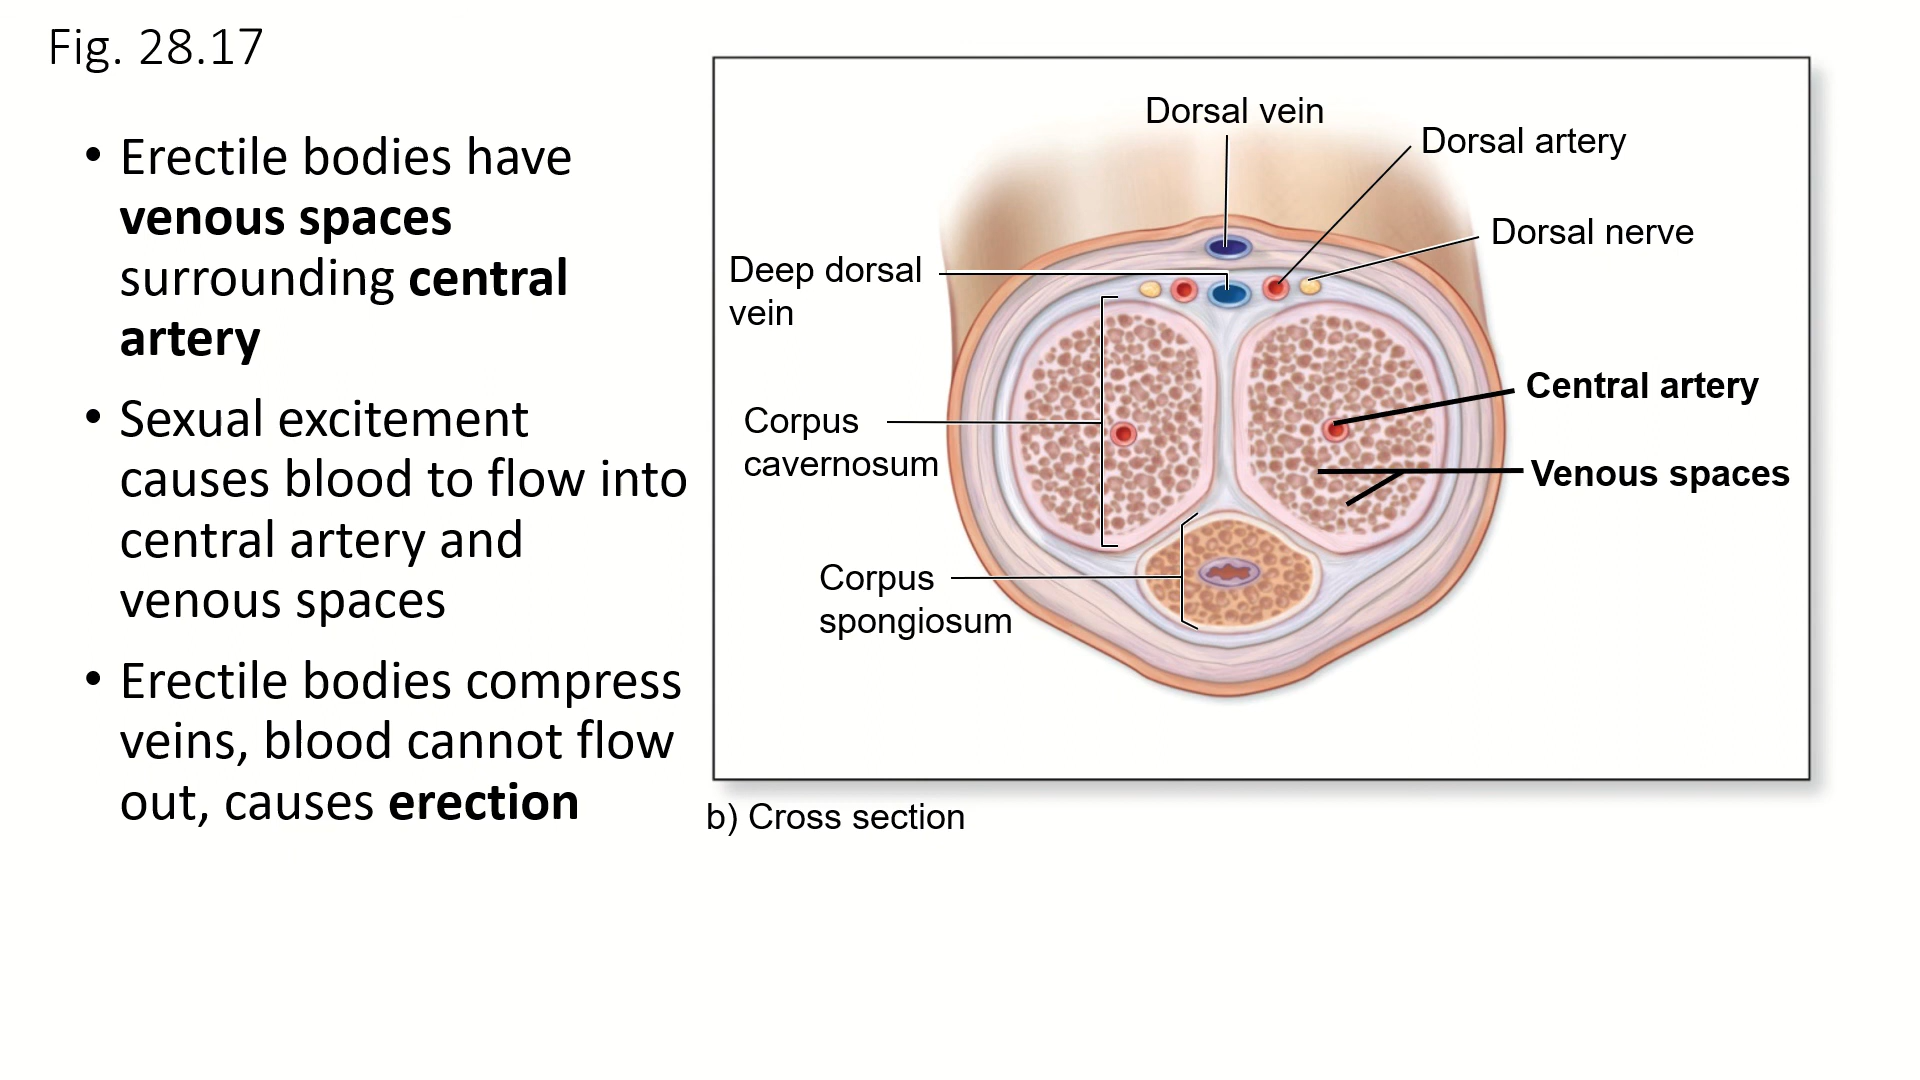 Fig. 28.17
• Erectile bodies have
venous spaces
surrounding central
artery
• Sexual excitement
causes blood to flow into
central artery and
venous spaces
• Erectile bodies compress
veins, blood cannot flow
out, causes erection
Dorsal vein
Dorsal artery
Dorsal nerve
Deep dorsal
vein
Central artery
Corpus
cavernosum
Venous spaces
Corpus
spongiosum
b) Cross section